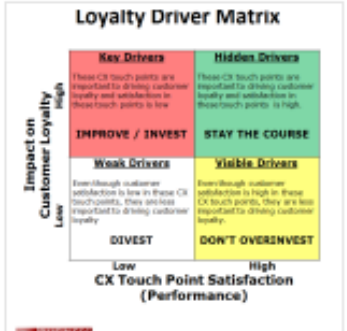 Loyalty Driver Matrix
Key Drivers
These CX touch points are
important to driving customer
loyalty and satisfaction in
these touch points is low
IMPROVE / INVEST
Hidden Drivers
These CX touch points are
important to driving customer
loyalty and satisfaction in
these touch points is high.
STAY THE COURSE
Impact on
Customer Loyalty
High
Low
Weak Drivers
Even though customer
satisfaction is low in these CX
touch points, they are less
important to driving customer
loyalty
DIVEST
Visible Drivers
Even though customer
satisfaction is high in these
CX touch points, they are less
important to driving customer
loyalty.
DON'T OVERINVEST
Low
High
CX Touch Point Satisfaction
(Performance)